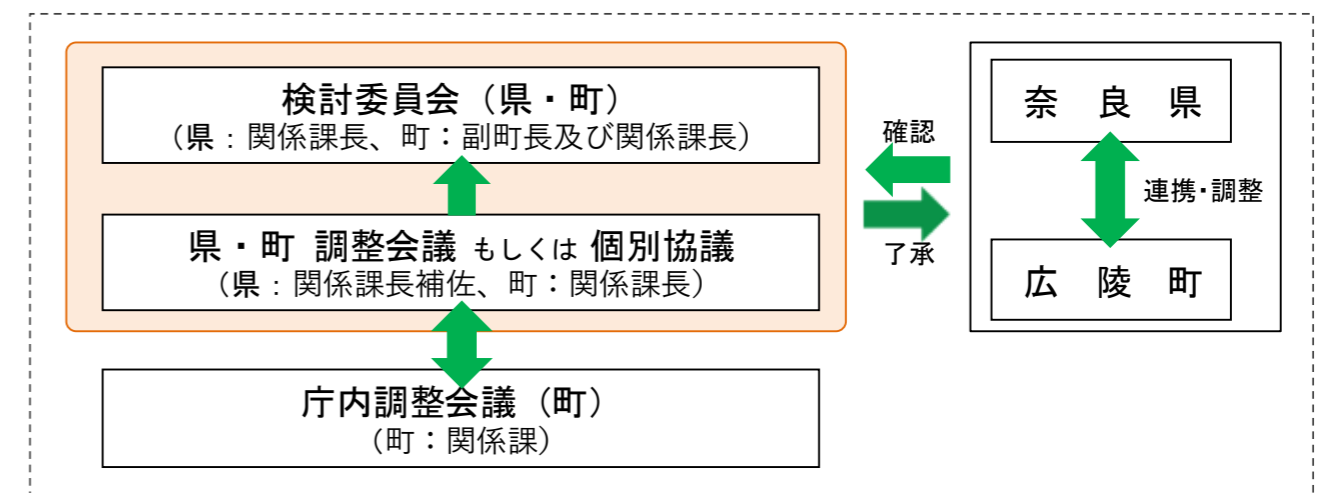 検討委員会（県・町）
（県：関係課長、町：副町長及び関係課長）
県・町 調整会議 もしくは 個別協議
（県：関係課長補佐、町：関係課長）
庁内調整会議（町）
（町：関係課）
確認
了承
奈 良 県
連携・調整
広 陵 町